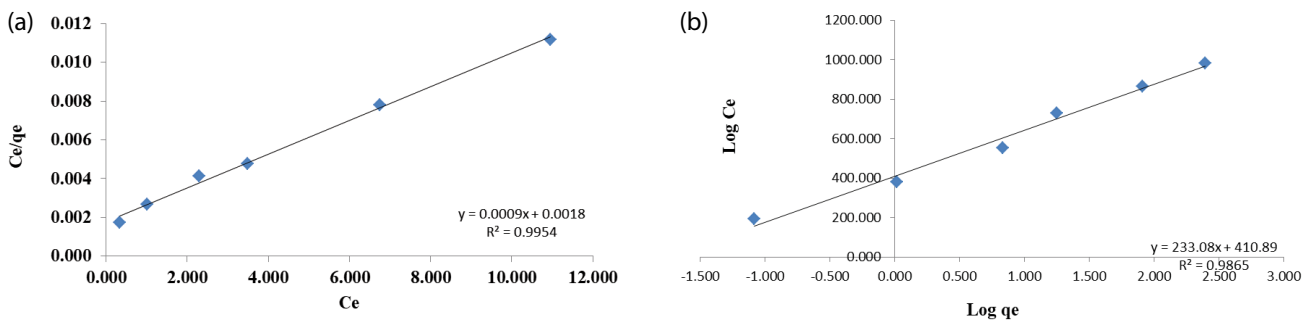 (a)
Ce/qe
0.012
0.010
0.008
0.006
0.004
0.002
0.000
y = 0.0009x + 0.0018
R² = 0.9954
0.000 2.000 4.000 6.000 8.000 10.000 12.000
Ce
(b)
Log Ce
1200.000
1000.000
800.000
600.000
400.000
200.000
0.000
y = 233.08x + 410.89
R² = 0.9865
-1.500 -1.000 -0.500 0.000 0.500 1.000 1.500 2.000 2.500 3.000
Log qe